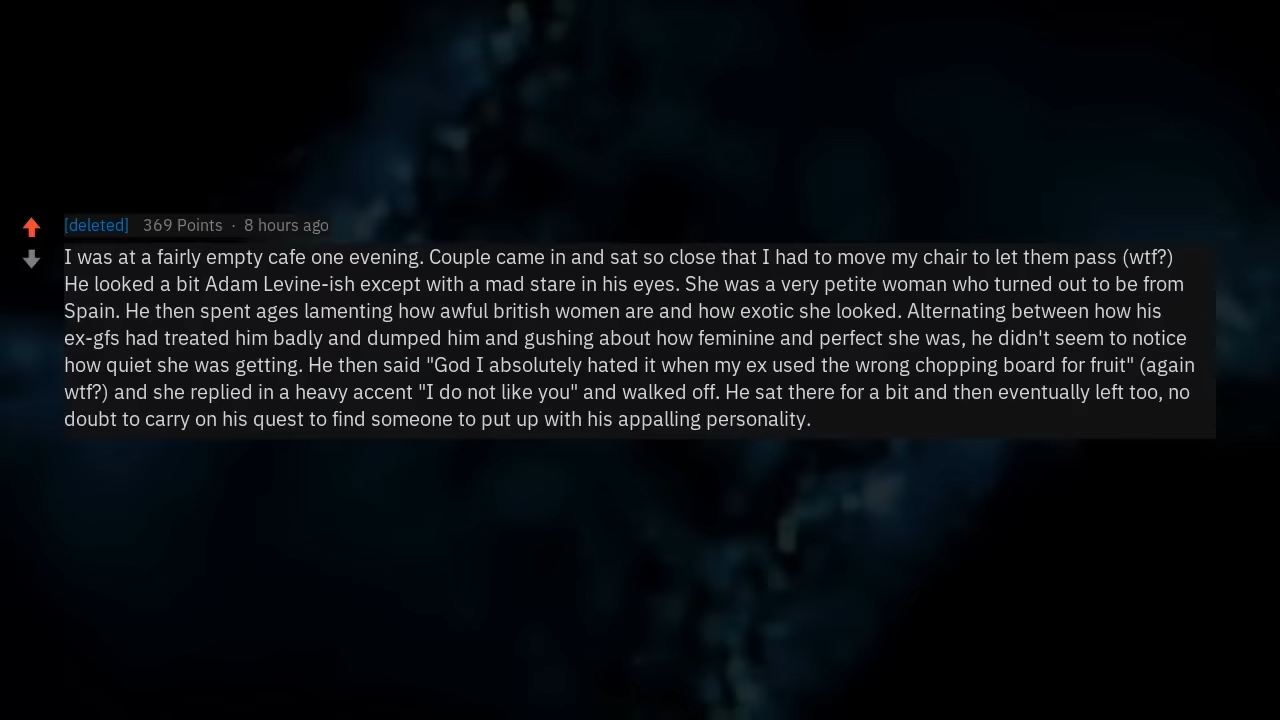 [deleted] 369 Points · 8 hours ago
I was at a fairly empty cafe one evening. Couple came in and sat so close that I had to move my chair to let them pass (wtf?)
He looked a bit Adam Levine-ish except with a mad stare in his eyes. She was a very petite woman who turned out to be from
Spain. He then spent ages lamenting how awful british women are and how exotic she looked. Alternating between how his
ex-gfs had treated him badly and dumped him and gushing about how feminine and perfect she was, he didn't seem to notice
how quiet she was getting. He then said "God I absolutely hated it when my ex used the wrong chopping board for fruit" (again
wtf?) and she replied in a heavy accent "I do not like you" and walked off. He sat there for a bit and then eventually left too, no
doubt to carry on his quest to find someone to put up with his appalling personality.